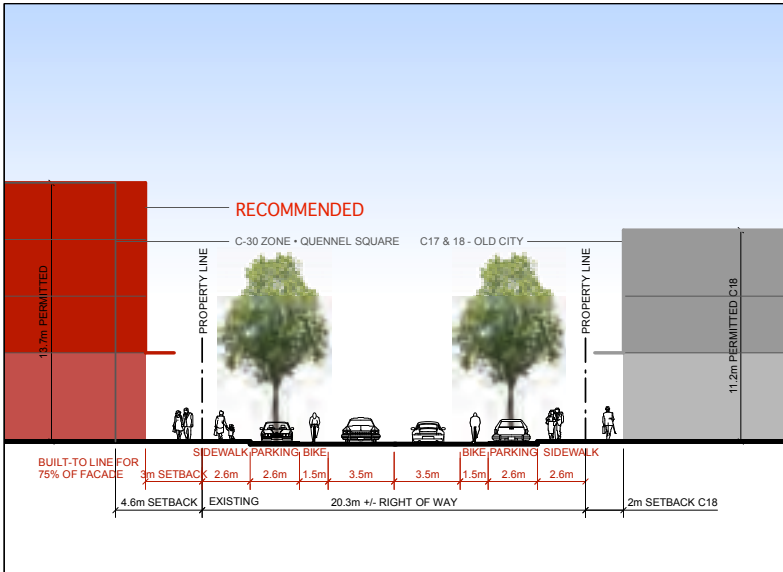 RECOMMENDED
C-30 ZONE • QUENNEL SQUARE
C17 & 18 - OLD CITY
13.7m PERMITTED
PROPERTY LINE
PROPERTY LINE
11.2m PERMITTED C18
SIDEWALK PARKING BIKE
BIKE PARKING SIDEWALK
BUILT-TO LINE FOR
75% OF FACADE
3m SETBACK 2.6m 2.6m 1.5m 3.5m 3.5m 1.5m 2.6m 2.6m
4.6m SETBACK EXISTING 20.3m +/- RIGHT OF WAY 2m SETBACK C18